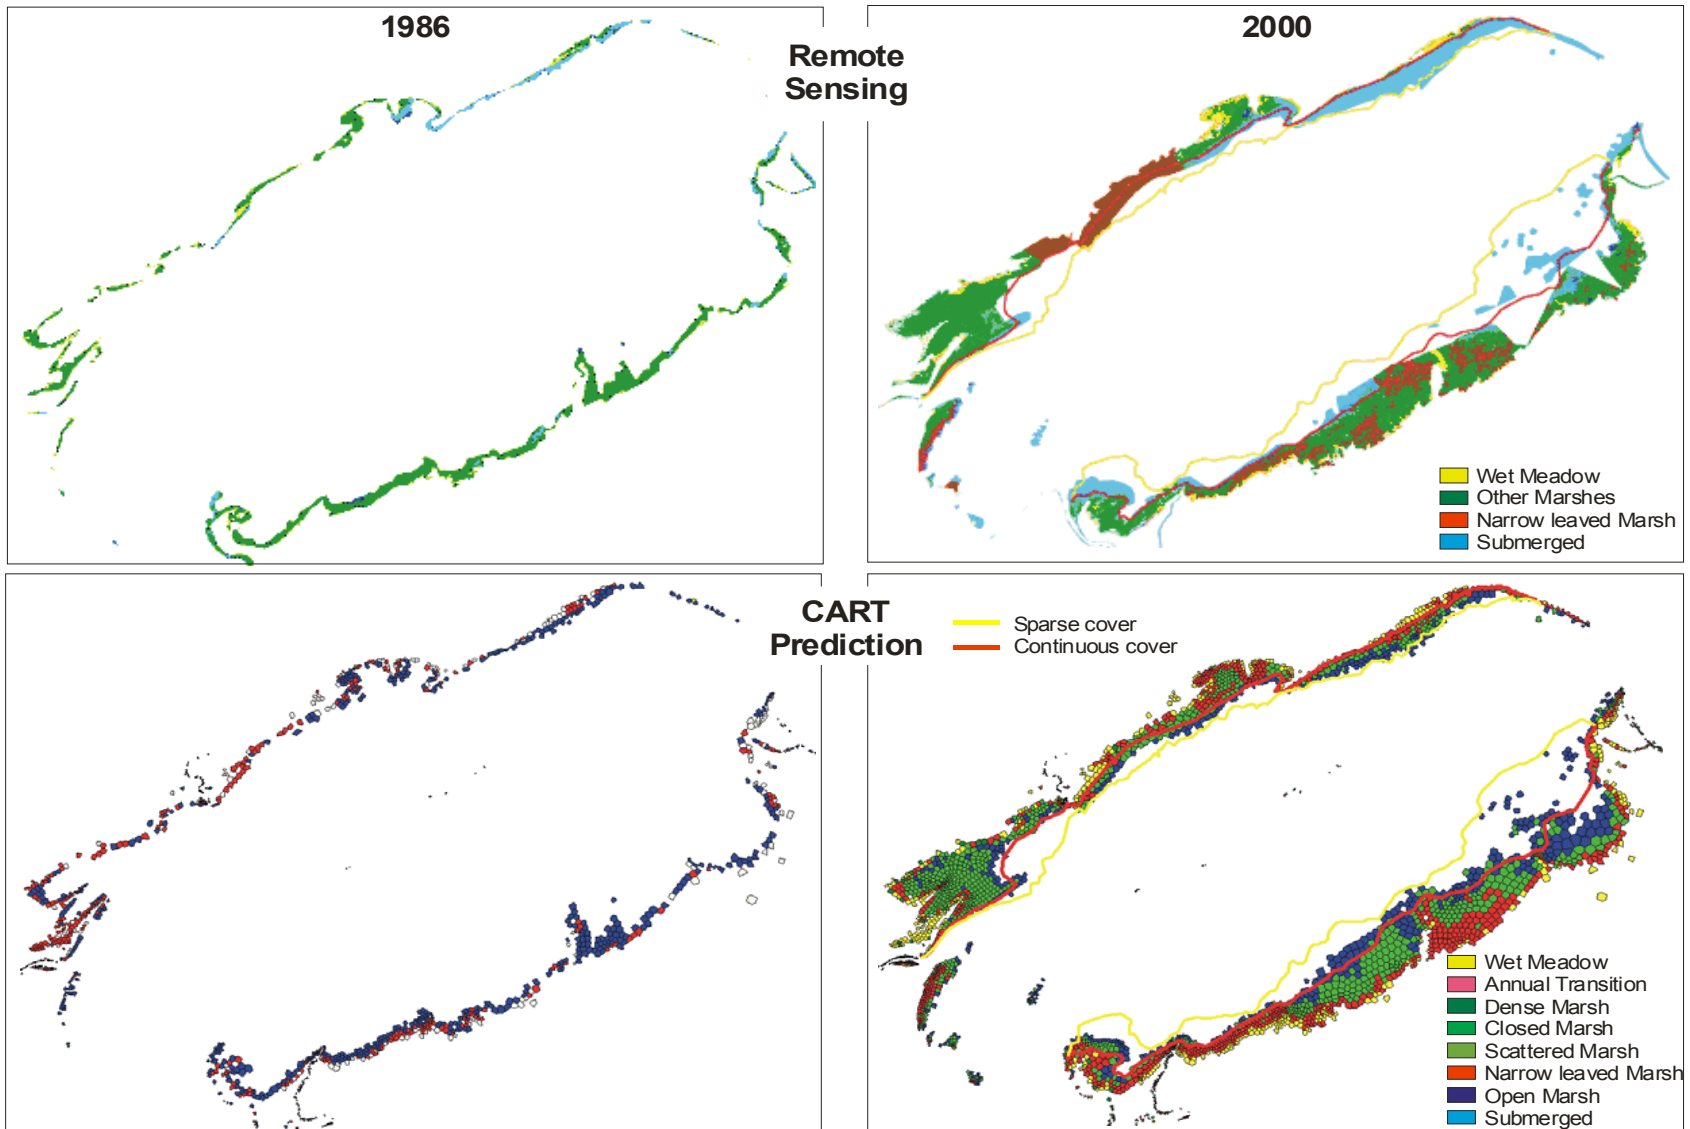 1986
2000
Remote
Sensing
Wet Meadow
Other Marshes
Narrow leaved Marsh
Submerged
CART
Prediction
Sparse cover
Continuous cover
Wet Meadow
Annual Transition
Dense Marsh
Closed Marsh
Scattered Marsh
Narrow leaved Marsh
Open Marsh
Submerged